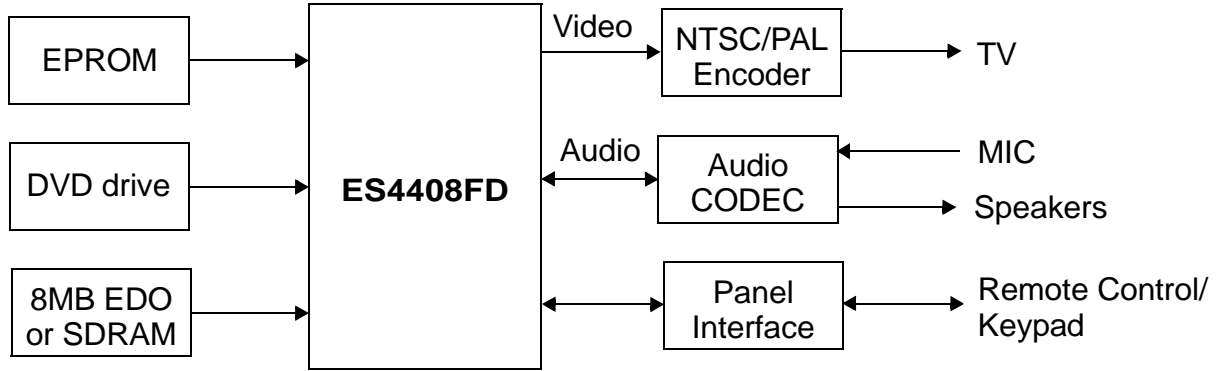 EPROM
DVD drive
8MB EDO
or SDRAM
ES4408FD
Video
Audio
NTSC/PAL
Encoder
Audio
CODEC
Panel
Interface
TV
MIC
Speakers
Remote Control/
Keypad